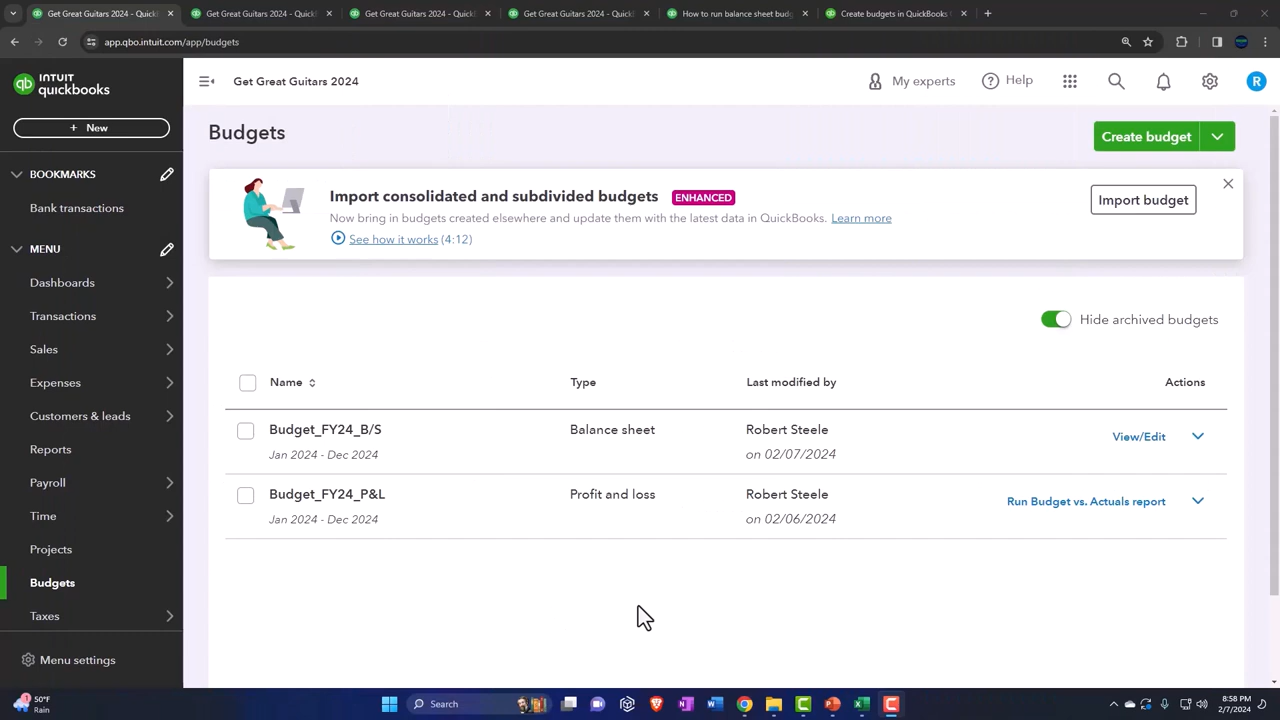 Get Great Guitars 2024 - Quick
Get Great Guitars 2024 - Quick
Get Great Guitars 2024 - Quick
Get Great Guitars 2024 - Quick
How to run balance sheet budg
Create budgets in QuickBooks
app.qbo.intuit.com/app/budgets
qb INTUIT
quickbooks
Get Great Guitars 2024
My experts
Help
R
+ New
Budgets
Create budget
BOOKMARKS
Bank transactions
Import consolidated and subdivided budgets ENHANCED
Now bring in budgets created elsewhere and update them with the latest data in QuickBooks. Learn more
See how it works (4:12)
Import budget
MENU
Dashboards
Transactions
Sales
Expenses
Customers & leads
Reports
Payroll
Time
Projects
Budgets
Taxes
Menu settings
Hide archived budgets
Name Type Last modified by Actions
Budget_FY24_B/S Balance sheet Robert Steele View/Edit
Jan 2024 - Dec 2024 on 02/07/2024
Budget_FY24_P&L Profit and loss Robert Steele Run Budget vs. Actuals report
Jan 2024 - Dec 2024 on 02/06/2024
50°F
Rain
Search
8:58 PM
2/7/2024